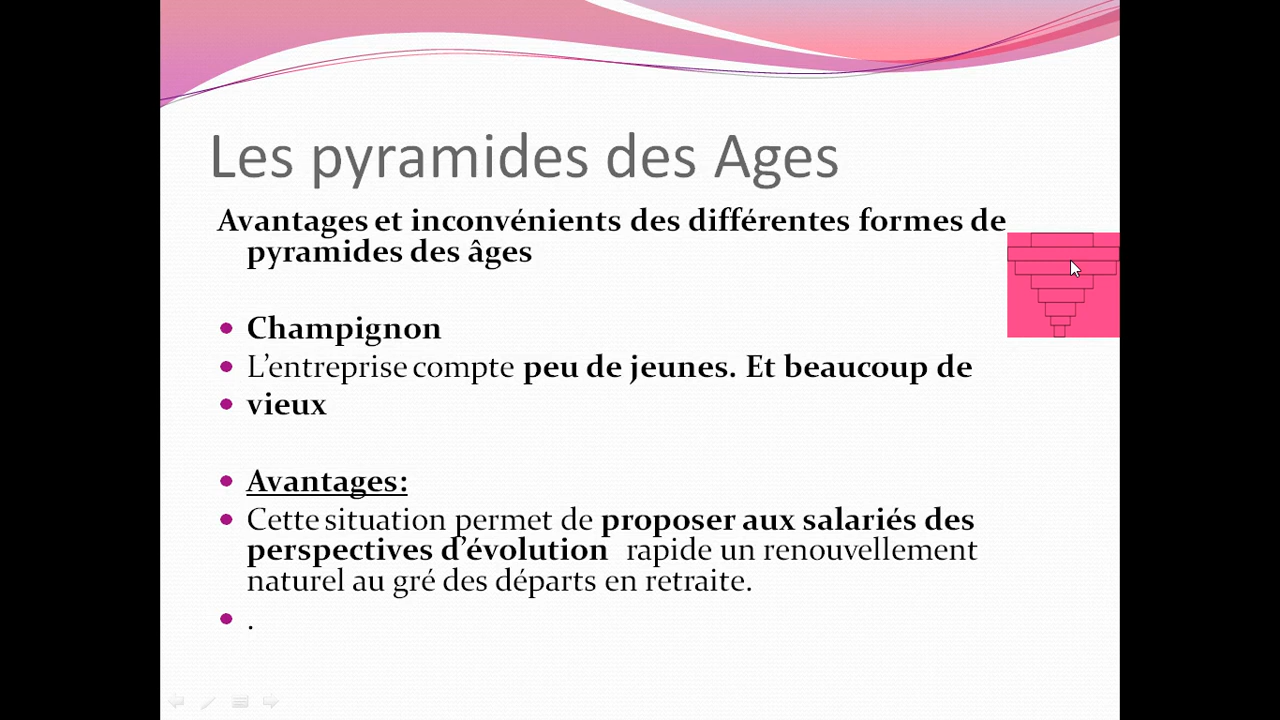 Les pyramides des Ages
Avantages et inconvénients des différentes formes de
pyramides des âges
• Champignon
• L’entreprise compte peu de jeunes. Et beaucoup de
• vieux
• Avantages:
• Cette situation permet de proposer aux salariés des
perspectives d’évolution rapide un renouvellement
naturel au gré des départs en retraite.
• .